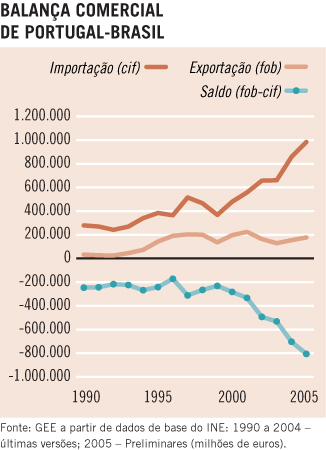 BALANÇA COMERCIAL
DE PORTUGAL-BRASIL
Importação (cif)
Exportação (fob)
Saldo (fob-cif)
1.200.000
1.000.000
800.000
600.000
400.000
200.000
0
-200.000
-400.000
-600.000
-800.000
-1.000.000
1990 1995 2000 2005
Fonte: GEE a partir de dados de base do INE: 1990 a 2004 –
últimas versões; 2005 – Preliminares (milhões de euros).